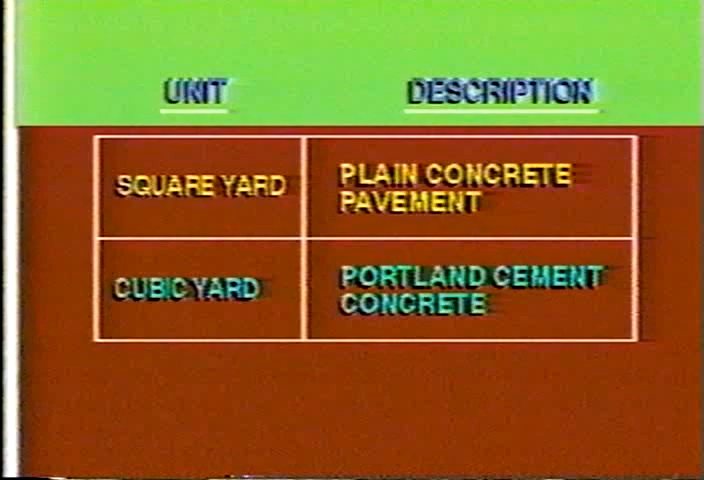 UNIT DESCRIPTION
SQUARE YARD
PLAIN CONCRETE
PAVEMENT
CUBIC YARD
PORTLAND CEMENT
CONCRETE